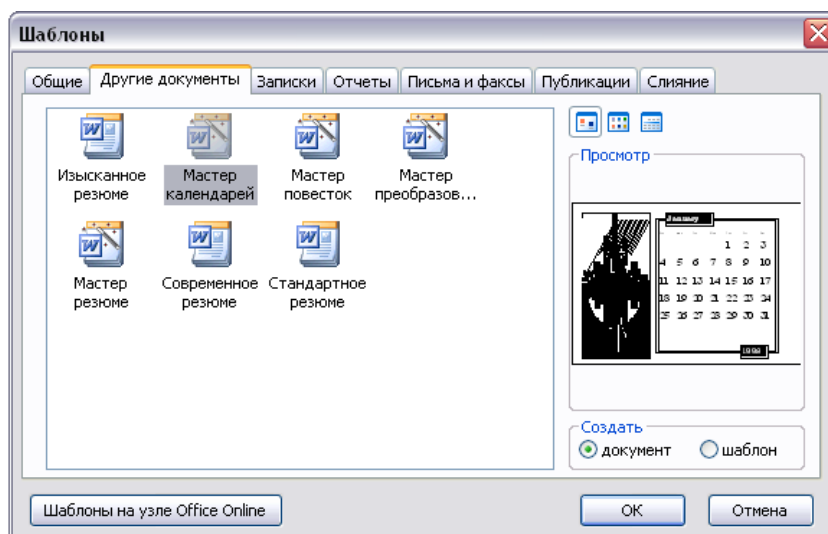 Шаблоны
Общие Другие документы Записки Отчеты Письма и факсы Публикации Слияние
Изысканное резюме
Мастер календарей
Мастер повесток
Мастер преобразов...
Мастер резюме
Современное резюме
Стандартное резюме
Просмотр
January
1 2 3
4 5 6 7 8 9 10
11 12 13 14 15 16 17
18 19 20 21 22 23 24
25 26 27 28 29 30 31
1998
Создать
документ шаблон
Шаблоны на узле Office Online ОК Отмена